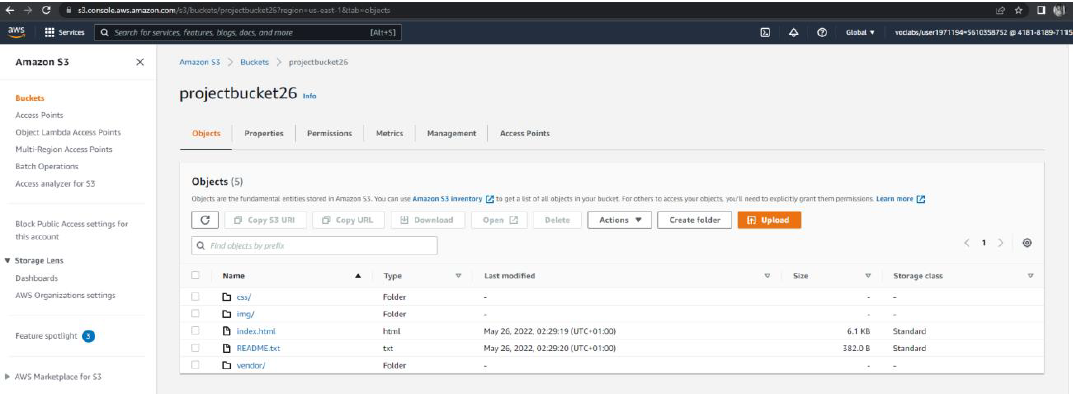 s3.console.aws.amazon.com/s3/buckets/projectbucket26?region=us-east-1&tab=objects
aws Services Search for services, features, blogs, docs, and more [Alt+S] Global ▼ voclabs/user1971194=5610358752 @ 4181-8189-7115
Amazon S3
Buckets
Access Points
Object Lambda Access Points
Multi-Region Access Points
Batch Operations
Access analyzer for S3
Block Public Access settings for
this account
▼ Storage Lens
Dashboards
AWS Organizations settings
Feature spotlight 3
▶ AWS Marketplace for S3
Amazon S3 > Buckets > projectbucket26
projectbucket26 Info
Objects Properties Permissions Metrics Management Access Points
Objects (5)
Objects are the fundamental entities stored in Amazon S3. You can use Amazon S3 inventory to get a list of all objects in your bucket. For others to access your objects, you'll need to explicitly grant them permissions. Learn more
Copy S3 URI Copy URL Download Open Delete Actions ▼ Create folder Upload
Find objects by prefix < 1 >
Name ▲ Type Last modified Size Storage class
css/ Folder - - -
img/ Folder - - -
index.html html May 26, 2022, 02:29:19 (UTC+01:00) 6.1 KB Standard
README.txt txt May 26, 2022, 02:29:20 (UTC+01:00) 382.0 B Standard
vendor/ Folder - - -